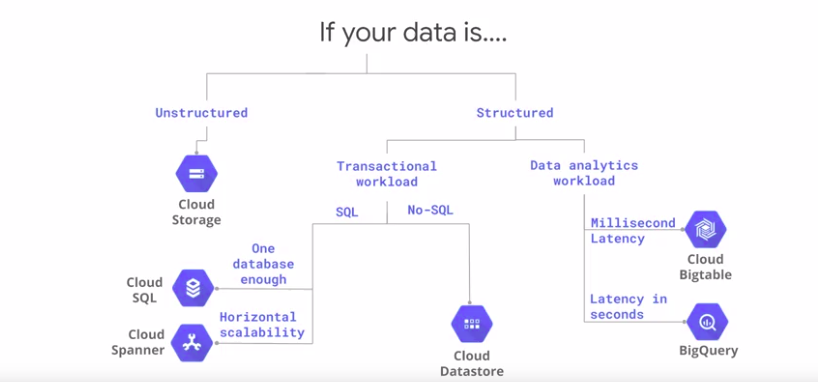 If your data is....
Unstructured
Structured
Cloud
Storage
Transactional
workload
Data analytics
workload
SQL
No-SQL
Millisecond
Latency
Cloud
Bigtable
One
database
enough
Cloud
SQL
Horizontal
scalability
Cloud
Spanner
Cloud
Datastore
Latency in
seconds
BigQuery